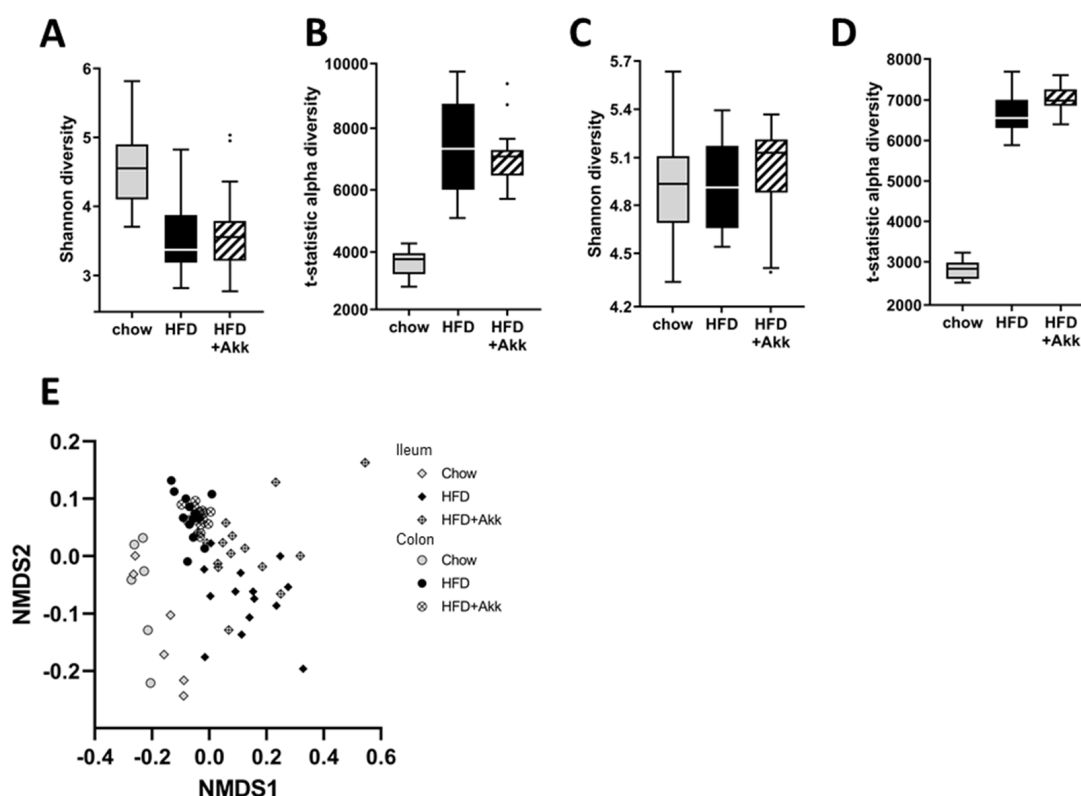 A
B
C
D
Shannon diversity
6
5
4
3
chow
HFD
HFD
+Akk
t-statistic alpha diversity
10000
8000
6000
4000
2000
chow
HFD
HFD
+Akk
Shannon diversity
5.7
5.4
5.1
4.8
4.5
4.2
chow
HFD
HFD
+Akk
t-statistic alpha diversity
8000
7000
6000
5000
4000
3000
2000
chow
HFD
HFD
+Akk
E
NMDS2
0.2
0.1
0.0
-0.1
-0.2
-0.4
-0.2
0.0
0.2
0.4
0.6
NMDS1
Ileum
Chow
HFD
HFD+Akk
Colon
Chow
HFD
HFD+Akk